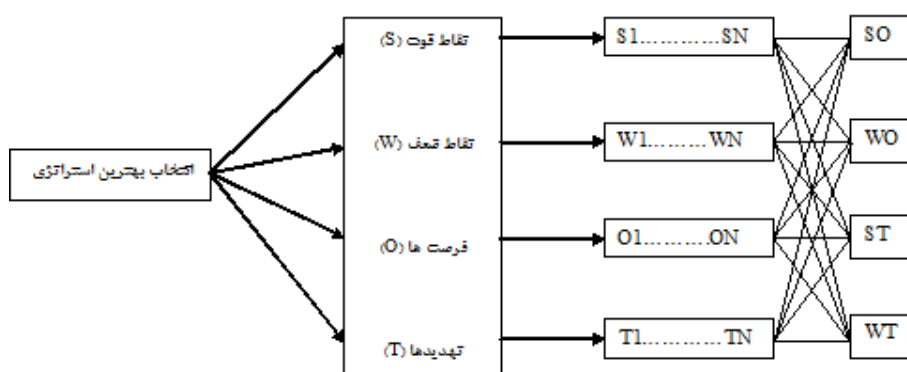 انتخاب بهترین استراتژی
نقاط قوت (S)
نقاط ضعف (W)
فرصت ها (O)
تهدیدها (T)
S1…………SN
W1………WN
O1……….ON
T1…………TN
SO
WO
ST
WT